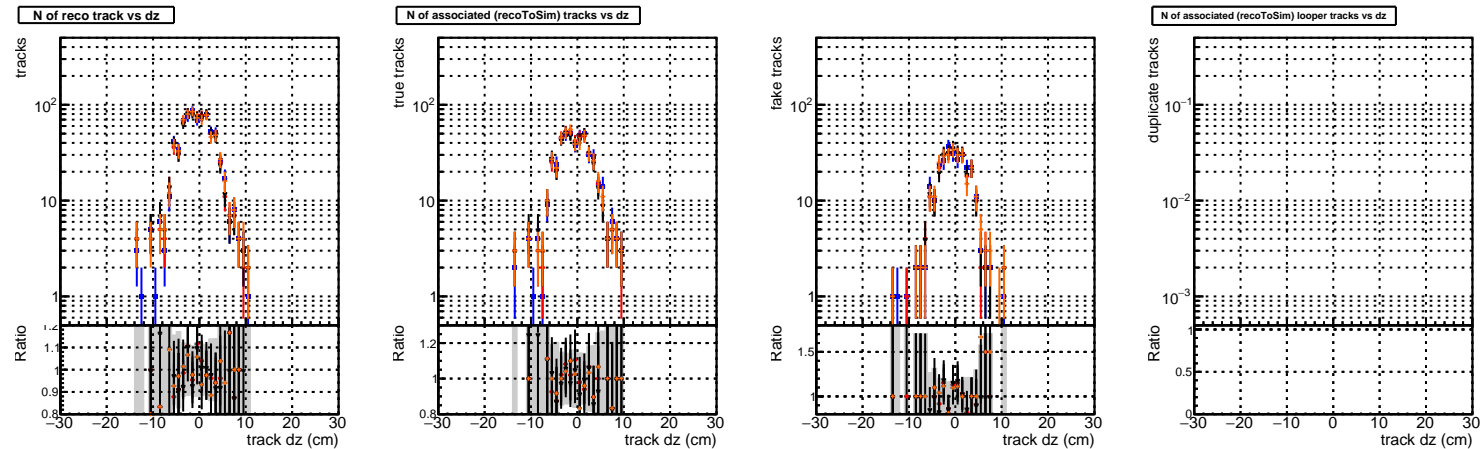 N of reco track vs dz
tracks
10²
10
1
Ratio
1.2
1.1
1
0.9
0.8
−30 −20 −10 0 10 20 30
track dz (cm)
N of associated (recoToSim) tracks vs dz
true tracks
10²
10
1
Ratio
1.2
1
0.8
−30 −20 −10 0 10 20 30
track dz (cm)
fake tracks
10²
10
1
Ratio
1.5
1
−30 −20 −10 0 10 20 30
track dz (cm)
N of associated (recoToSim) looper tracks vs dz
duplicate tracks
10⁻¹
10⁻²
10⁻³
Ratio
1
0.5
0
−30 −20 −10 0 10 20 30
track dz (cm)